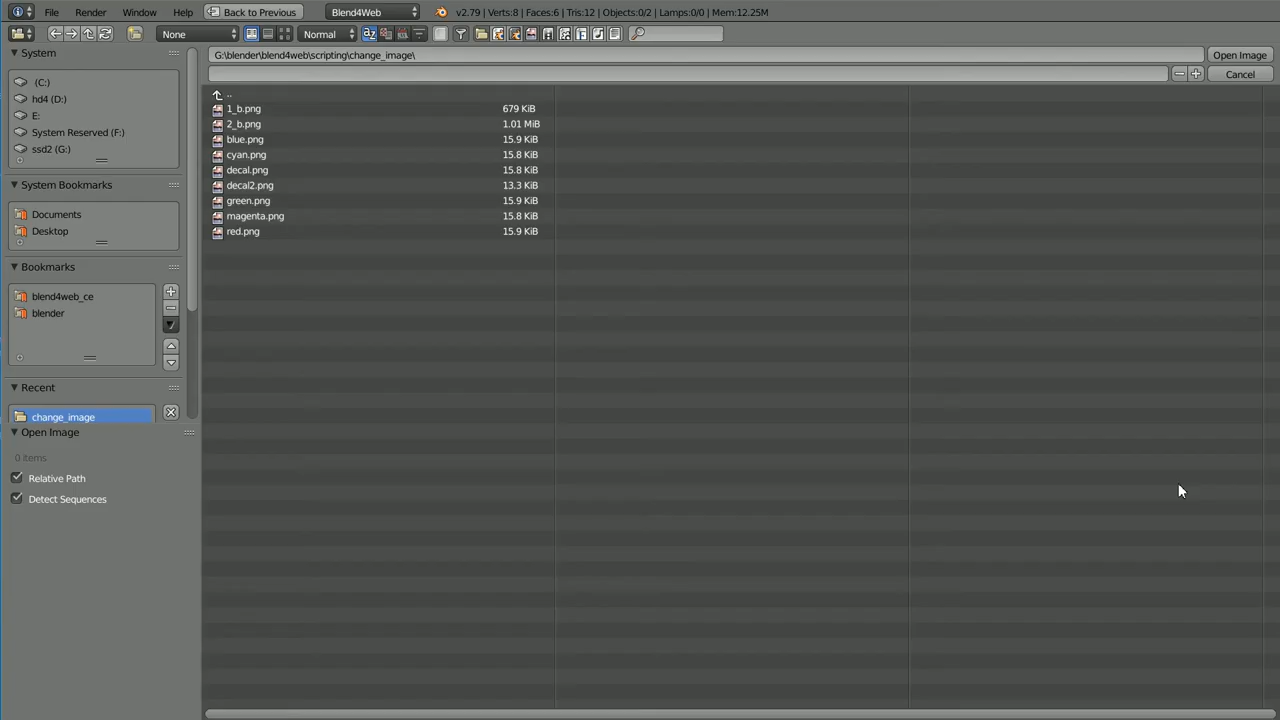 File Render Window Help Back to Previous Blend4Web v2.79 | Verts:8 | Faces:6 | Tris:12 | Objects:0/2 | Lamps:0/0 | Mem:12.25M
None Normal
System
(C:)
hd4 (D:)
E:
System Reserved (F:)
ssd2 (G:)
System Bookmarks
Documents
Desktop
Bookmarks
blend4web_ce
blender
Recent
change_image
Open Image
0 items
Relative Path
Detect Sequences
G:\blender\blend4web\scripting\change_image\ Open Image
Cancel
..
1_b.png 679 KiB
2_b.png 1.01 MiB
blue.png 15.9 KiB
cyan.png 15.8 KiB
decal.png 15.8 KiB
decal2.png 13.3 KiB
green.png 15.9 KiB
magenta.png 15.8 KiB
red.png 15.9 KiB